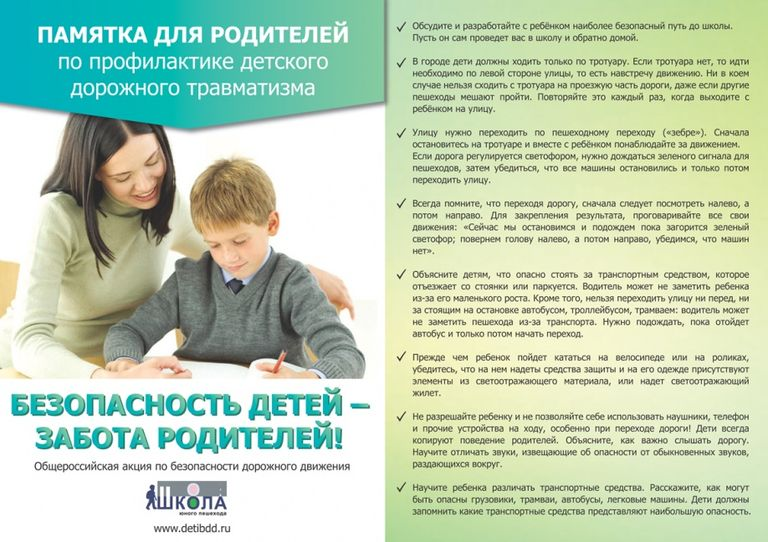 ПАМЯТКА ДЛЯ РОДИТЕЛЕЙ
по профилактике детского
дорожного травматизма
БЕЗОПАСНОСТЬ ДЕТЕЙ –
ЗАБОТА РОДИТЕЛЕЙ!
Общероссийская акция по безопасности дорожного движения
ШКОЛА
юного пешехода
www.detibdd.ru
Обсудите и разработайте с ребёнком наиболее безопасный путь до школы.
Пусть он сам проведет вас в школу и обратно домой.
В городе дети должны ходить только по тротуару. Если тротуара нет, то идти
необходимо по левой стороне улицы, то есть навстречу движению. Ни в коем
случае нельзя сходить с тротуара на проезжую часть дороги, даже если другие
пешеходы мешают пройти. Повторяйте это каждый раз, когда выходите с
ребёнком на улицу.
Улицу нужно переходить по пешеходному переходу («зебре»). Сначала
остановитесь на тротуаре и вместе с ребёнком понаблюдайте за движением.
Если дорога регулируется светофором, нужно дождаться зеленого сигнала для
пешеходов, затем убедиться, что все машины остановились и только потом
переходить улицу.
Всегда помните, что переходя дорогу, сначала следует посмотреть налево, а
потом направо. Для закрепления результата, проговаривайте все свои
движения: «Сейчас мы остановимся и подождем пока загорится зеленый
светофор; повернем голову налево, а потом направо, убедимся, что машин
нет».
Объясните детям, что опасно стоять за транспортным средством, которое
отъезжает со стоянки или паркуется. Водитель может не заметить ребенка
из-за его маленького роста. Кроме того, нельзя переходить улицу ни перед, ни
за стоящим на остановке автобусом, троллейбусом, трамваем: водитель может
не заметить пешехода из-за транспорта. Нужно подождать, пока отойдет
автобус и только потом начать переход.
Прежде чем ребенок пойдет кататься на велосипеде или на роликах,
убедитесь, что на нем надеты средства защиты и на его одежде присутствуют
элементы из светоотражающего материала, или надет светоотражающий
жилет.
Не разрешайте ребенку и не позволяйте себе использовать наушники, телефон
и прочие устройства на ходу, особенно при переходе дороги! Дети всегда
копируют поведение родителей. Объясните, как важно слышать дорогу.
Научите отличать звуки, извещающие об опасности от обыкновенных звуков,
раздающихся вокруг.
Научите ребенка различать транспортные средства. Расскажите, как могут
быть опасны грузовики, трамваи, автобусы, легковые машины. Дети должны
запомнить какие транспортные средства представляют наибольшую опасность.